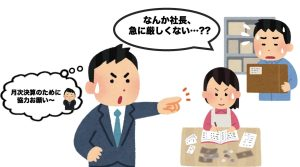 なんか社長、
急に厳しくない…??
月次決算のために
協力お願い〜